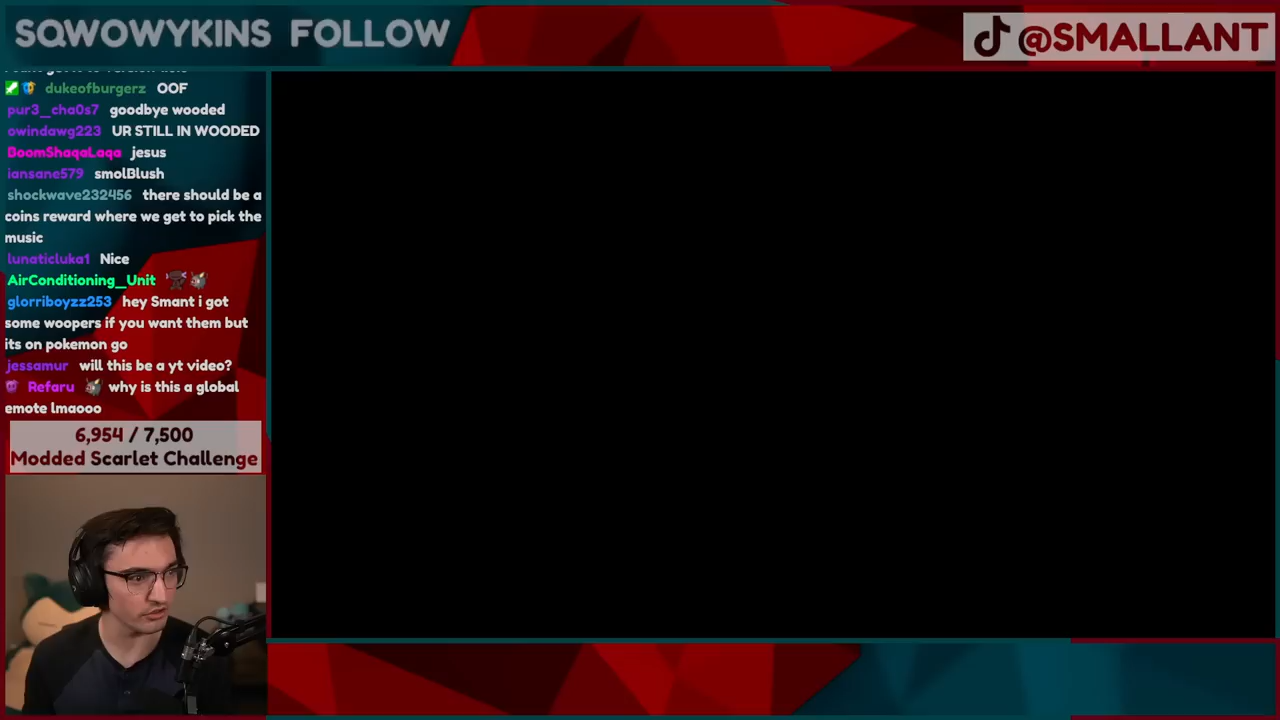 SQWOWYKINS FOLLOW
@SMALLANT
dukeofburgerz OOF
pur3_cha0s7 goodbye wooded
owindawg223 UR STILL IN WOODED
BoomShaqaLaqa jesus
iansane579 smolBlush
shockwave232456 there should be a
coins reward where we get to pick the
music
lunaticluka1 Nice
AirConditioning_Unit
glorriboyzz253 hey Smant i got
some woopers if you want them but
its on pokemon go
jessamur will this be a yt video?
Refaru why is this a global
emote lmaooo
6,954 / 7,500
Modded Scarlet Challenge